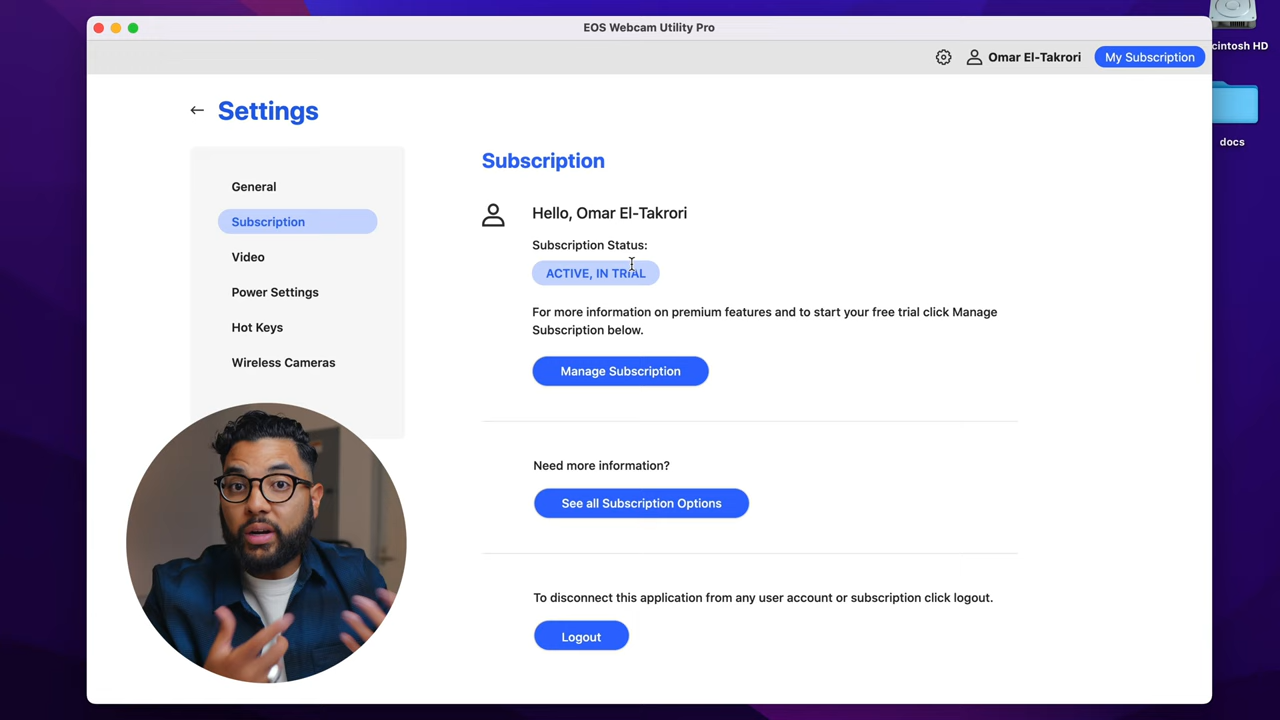 EOS Webcam Utility Pro
cintosh HD
Omar El-Takrori
My Subscription
docs
Settings
General
Subscription
Video
Power Settings
Hot Keys
Wireless Cameras
Subscription
Hello, Omar El-Takrori
Subscription Status:
ACTIVE, IN TRIAL
For more information on premium features and to start your free trial click Manage
Subscription below.
Manage Subscription
Need more information?
See all Subscription Options
To disconnect this application from any user account or subscription click logout.
Logout